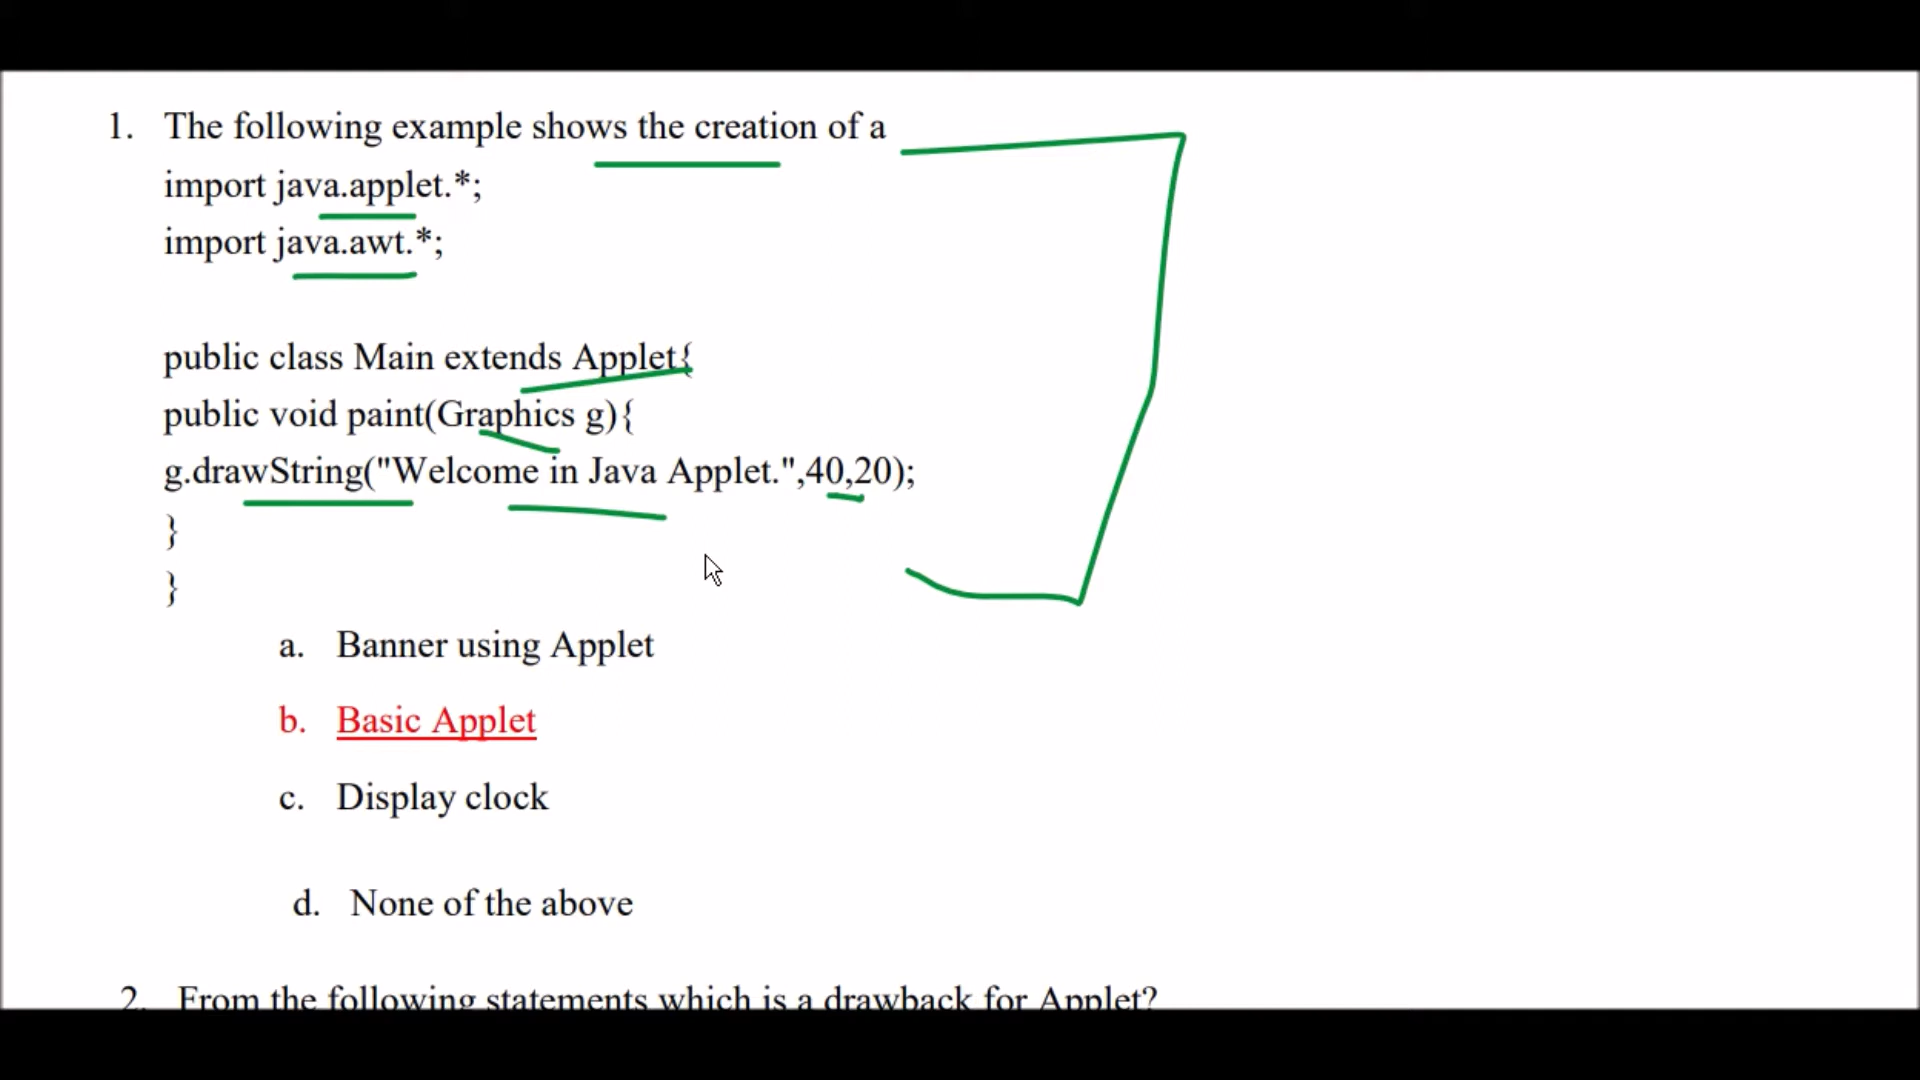 1. The following example shows the creation of a
import java.applet.*;
import java.awt.*;
public class Main extends Applet{
public void paint(Graphics g){
g.drawString("Welcome in Java Applet.",40,20);
}
}
a. Banner using Applet
b. Basic Applet
c. Display clock
d. None of the above
2. From the following statements which is a drawback for Applet?